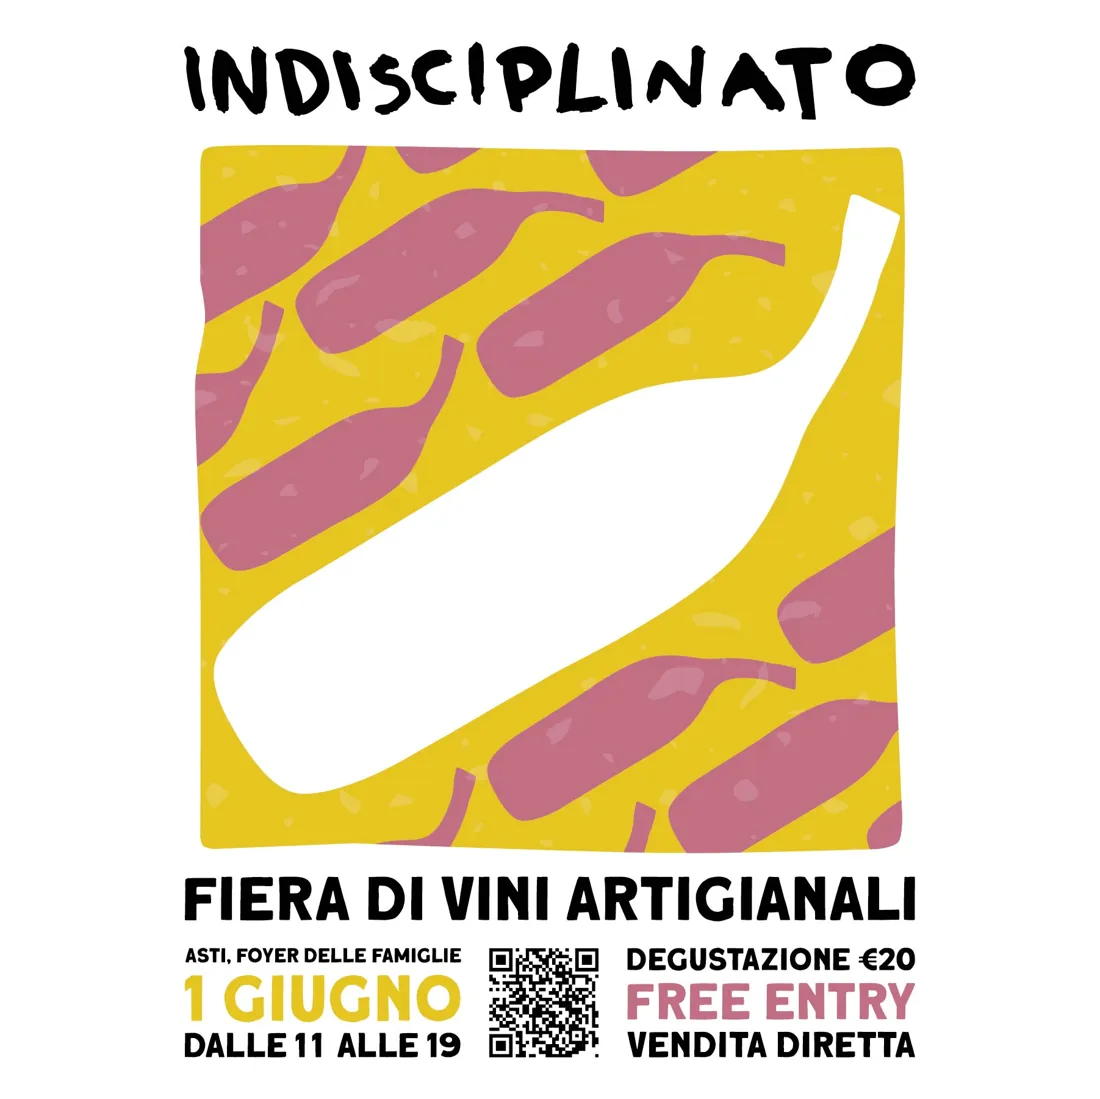 INDISCIPLINATO
FIERA DI VINI ARTIGIANALI
ASTI, FOYER DELLE FAMIGLIE
1 GIUGNO
DALLE 11 ALLE 19
DEGUSTAZIONE €20
FREE ENTRY
VENDITA DIRETTA